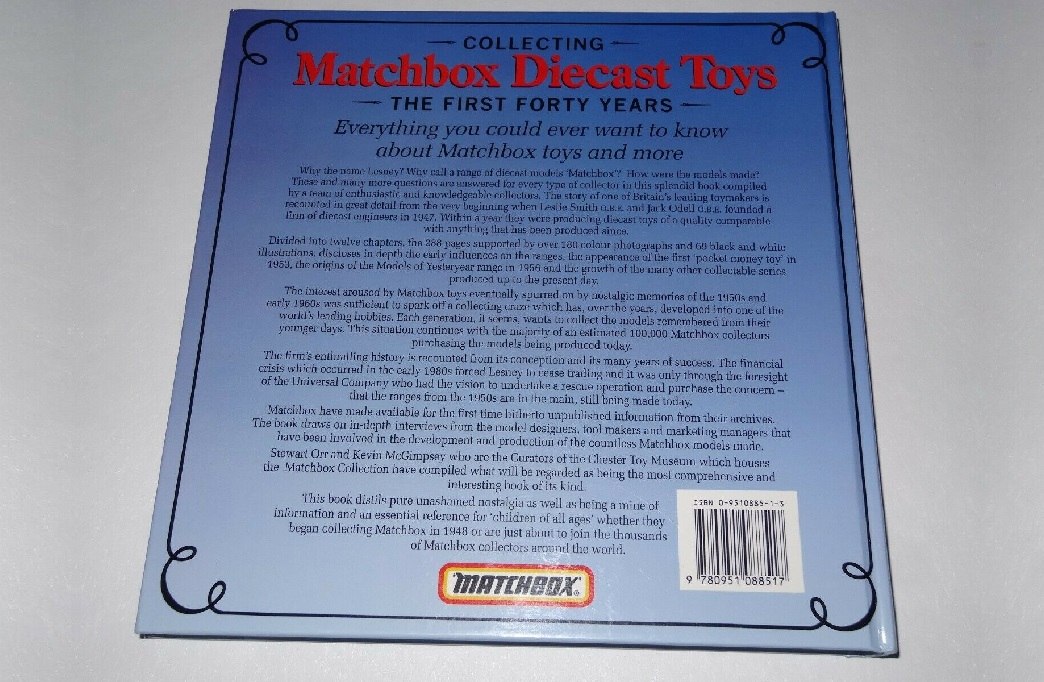 COLLECTING
Matchbox Diecast Toys
THE FIRST FORTY YEARS
Everything you could ever want to know
about Matchbox toys and more
Why the name Lesney? Why call a range of diecast models 'Matchbox'? How were the models made?
These and many more questions are answered for every type of collector in this splendid book compiled
by a team of enthusiastic and knowledgeable collectors. The story of one of Britain's leading toymakers is
recounted in great detail from the very beginning when Leslie Smith O.B.E. and Jack Odell O.B.E. founded a
firm of diecast engineers in 1947. Within a year they were producing diecast toys of a quality comparable
with anything that has been produced since.
Divided into twelve chapters, the 288 pages supported by over 180 colour photographs and 69 black and white
illustrations, discloses in depth the early influences on the ranges, the appearance of the first 'pocket money toy' in
1953, the origins of the Models of Yesteryear range in 1956 and the growth of the many other collectable series
produced up to the present day.
The interest aroused by Matchbox toys eventually spurred on by nostalgic memories of the 1950s and
early 1960s was sufficient to spark off a collecting craze which has, over the years, developed into one of the
world's leading hobbies. Each generation, it seems, wants to collect the models remembered from their
younger days. This situation continues with the majority of an estimated 100,000 Matchbox collectors
purchasing the models being produced today.
The firm's enthralling history is recounted from its conception and its many years of success. The financial
crisis which occurred in the early 1980s forced Lesney to cease trading and it was only through the foresight
of the Universal Company who had the vision to undertake a rescue operation and purchase the concern –
that the ranges from the 1950s are in the main, still being made today.
Matchbox have made available for the first time hitherto unpublished information from their archives.
The book draws on in-depth interviews from the model designers, tool makers and marketing managers that
have been involved in the development and production of the countless Matchbox models made.
Stewart Orr and Kevin McGimpsey who are the Curators of the Chester Toy Museum which houses
the Matchbox Collection have compiled what will be regarded as being the most comprehensive and
interesting book of its kind.
This book distils pure unashamed nostalgia as well as being a mine of
information and an essential reference for 'children of all ages' whether they
began collecting Matchbox in 1948 or are just about to join the thousands
of Matchbox collectors around the world.
ISBN 0-9510885-1-3
9 780951 088517
"MATCHBOX"®